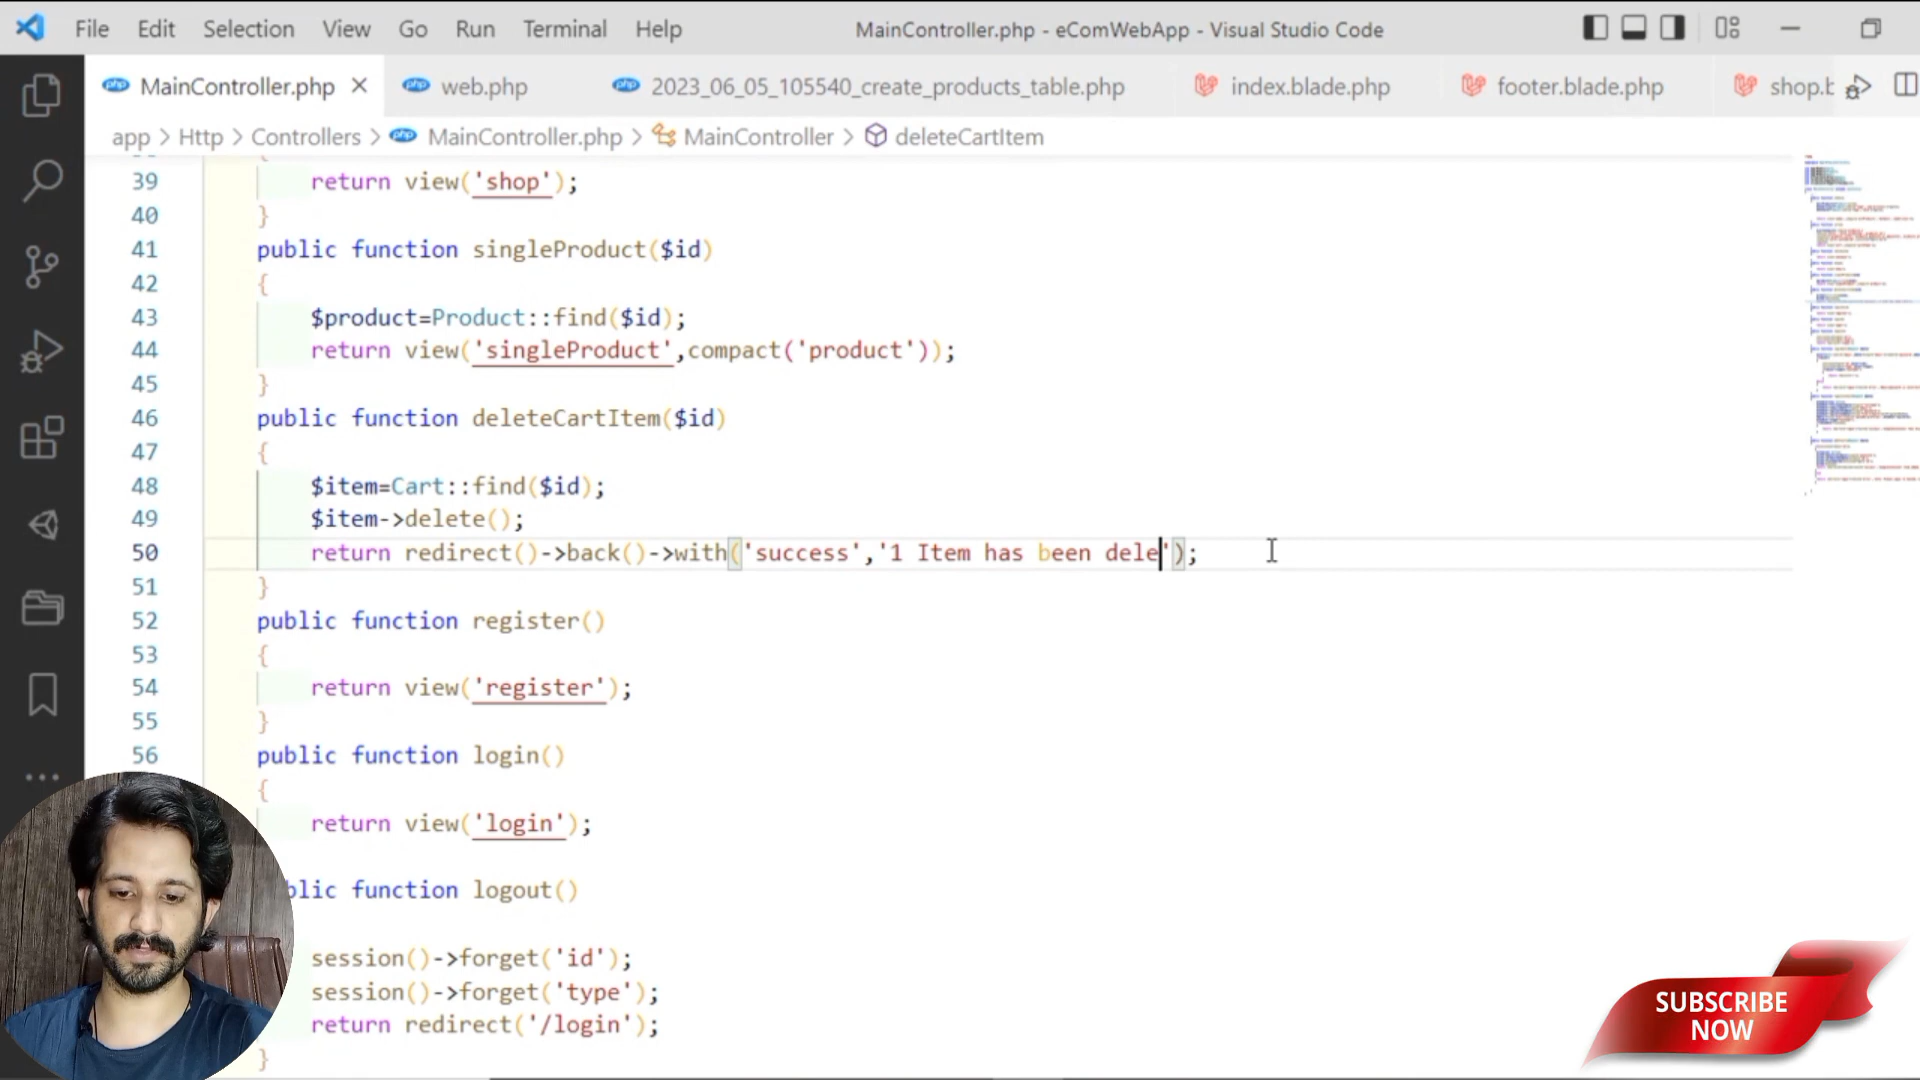 File Edit Selection View Go Run Terminal Help MainController.php - eComWebApp - Visual Studio Code
MainController.php web.php 2023_06_05_105540_create_products_table.php index.blade.php footer.blade.php shop.b
app > Http > Controllers > MainController.php > MainController > deleteCartItem
39 return view('shop');
40 }
41 public function singleProduct($id)
42 {
43 $product=Product::find($id);
44 return view('singleProduct',compact('product'));
45 }
46 public function deleteCartItem($id)
47 {
48 $item=Cart::find($id);
49 $item->delete();
50 return redirect()->back()->with('success','1 Item has been dele');
51 }
52 public function register()
53 {
54 return view('register');
55 }
56 public function login()
{
return view('login');
blic function logout()
session()->forget('id');
session()->forget('type');
return redirect('/login');
}
SUBSCRIBE
NOW